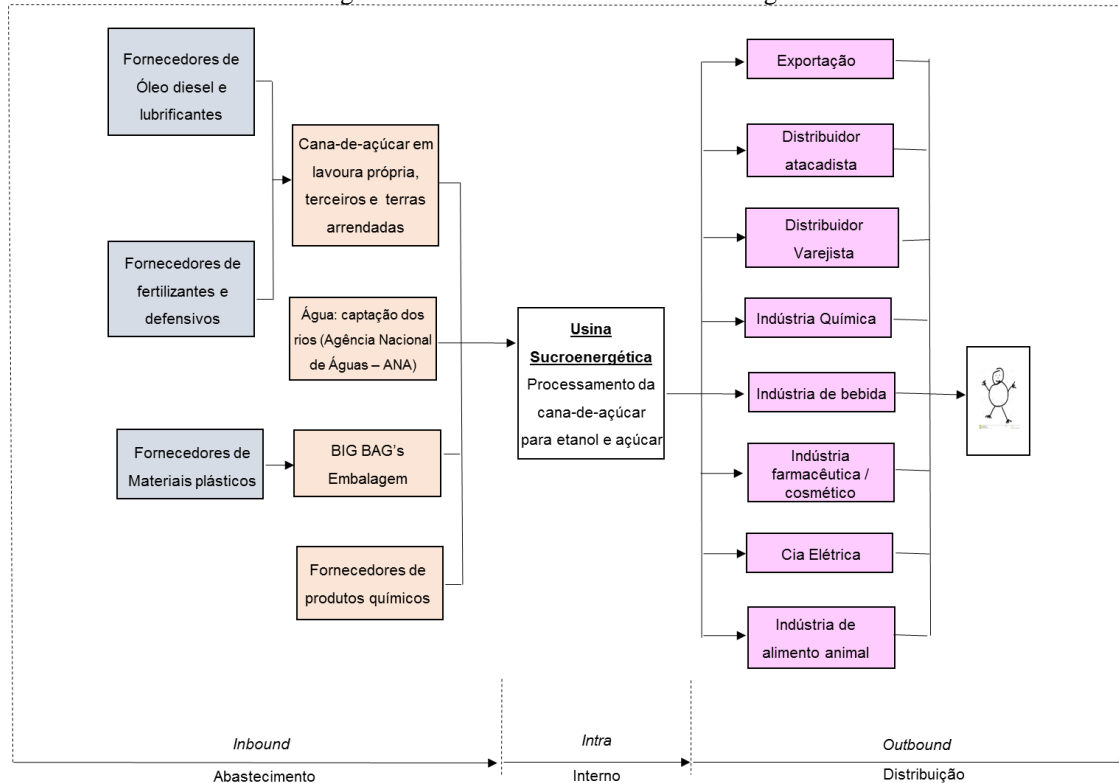 Fornecedores de
Óleo diesel e
lubrificantes
Fornecedores de
fertilizantes e
defensivos
Fornecedores de
Materiais plásticos
Cana-de-açúcar em
lavoura própria,
terceiros e terras
arrendadas
Água: captação dos
rios (Agência Nacional
de Águas – ANA)
BIG BAG's
Embalagem
Fornecedores de
produtos químicos
Usina
Sucroenergética
Processamento da
cana-de-açúcar
para etanol e açúcar
Exportação
Distribuidor
atacadista
Distribuidor
Varejista
Indústria Química
Indústria de bebida
Indústria
farmacêutica /
cosmético
Cia Elétrica
Indústria de
alimento animal
Inbound
Abastecimento
Intra
Interno
Outbound
Distribuição